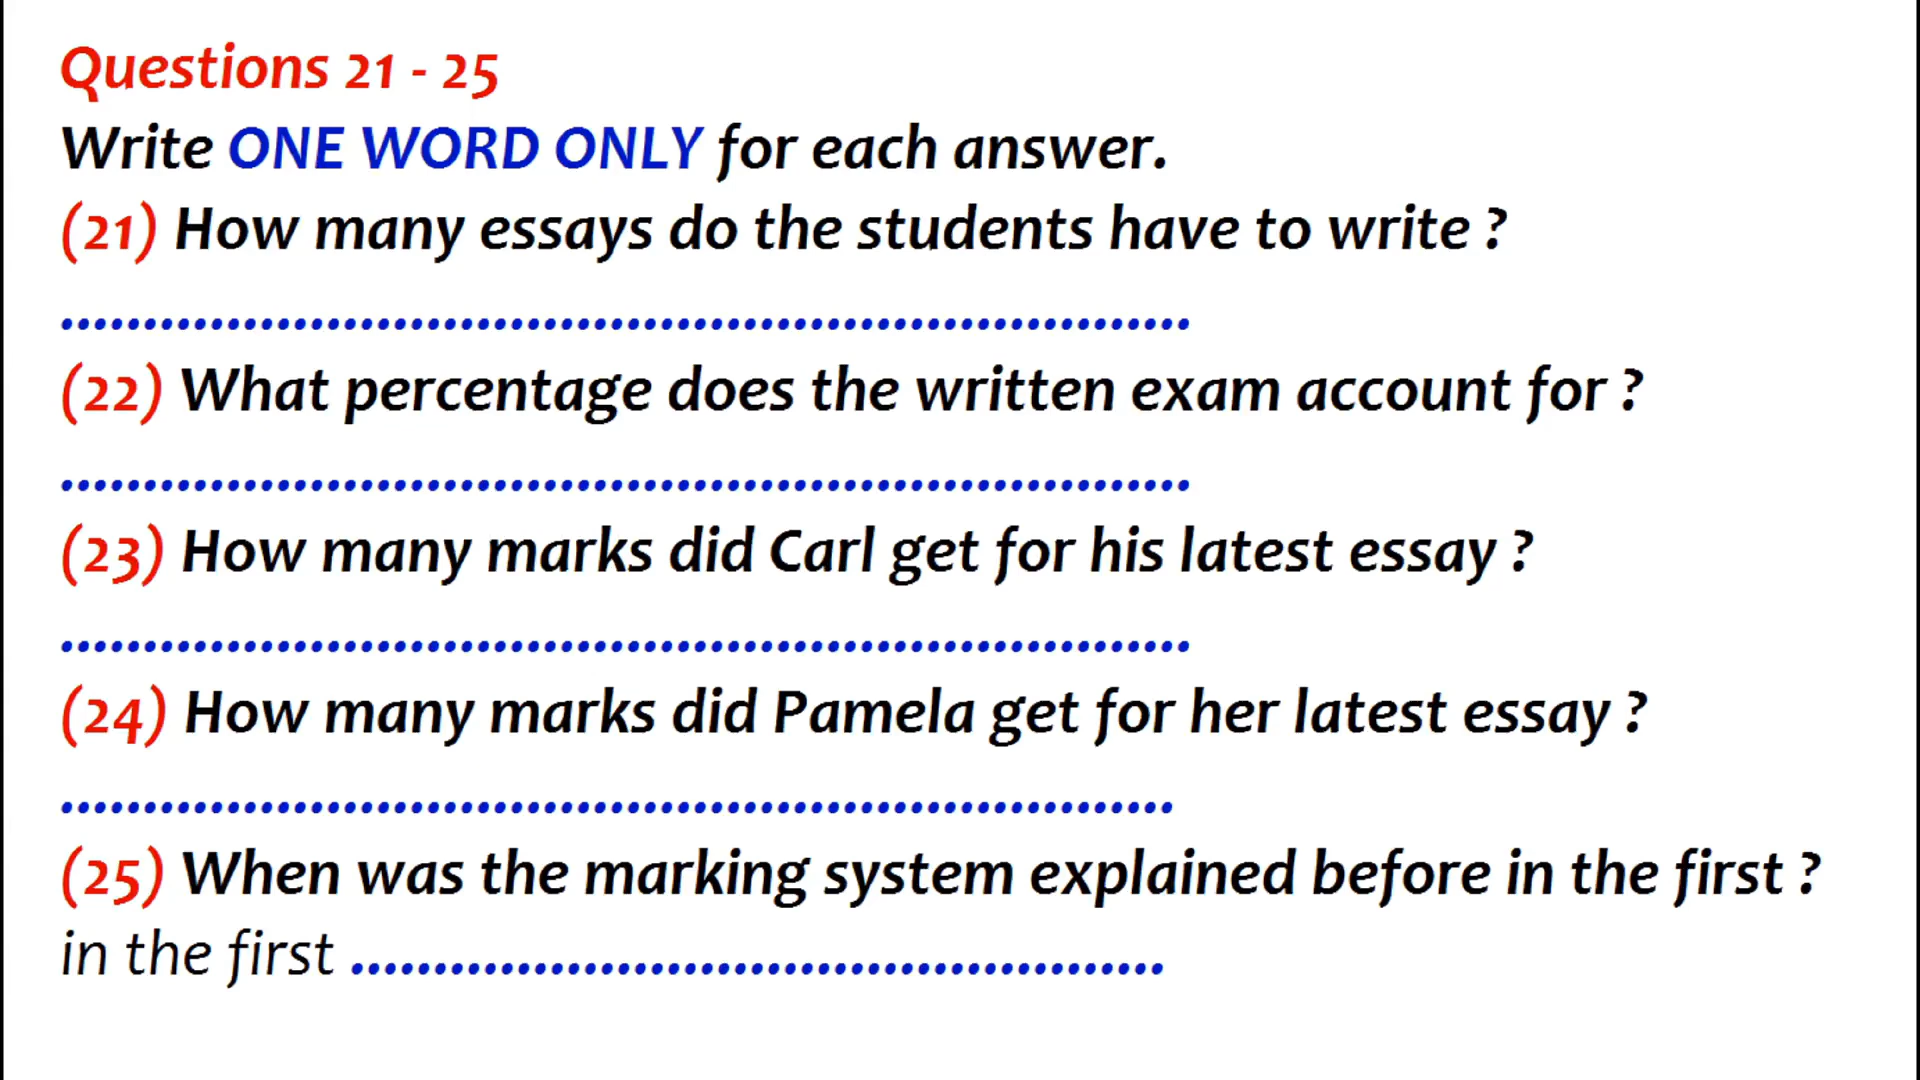 Questions 21 - 25
Write ONE WORD ONLY for each answer.
(21) How many essays do the students have to write ?
....................................................................
(22) What percentage does the written exam account for ?
....................................................................
(23) How many marks did Carl get for his latest essay ?
....................................................................
(24) How many marks did Pamela get for her latest essay ?
...................................................................
(25) When was the marking system explained before in the first ?
in the first .................................................